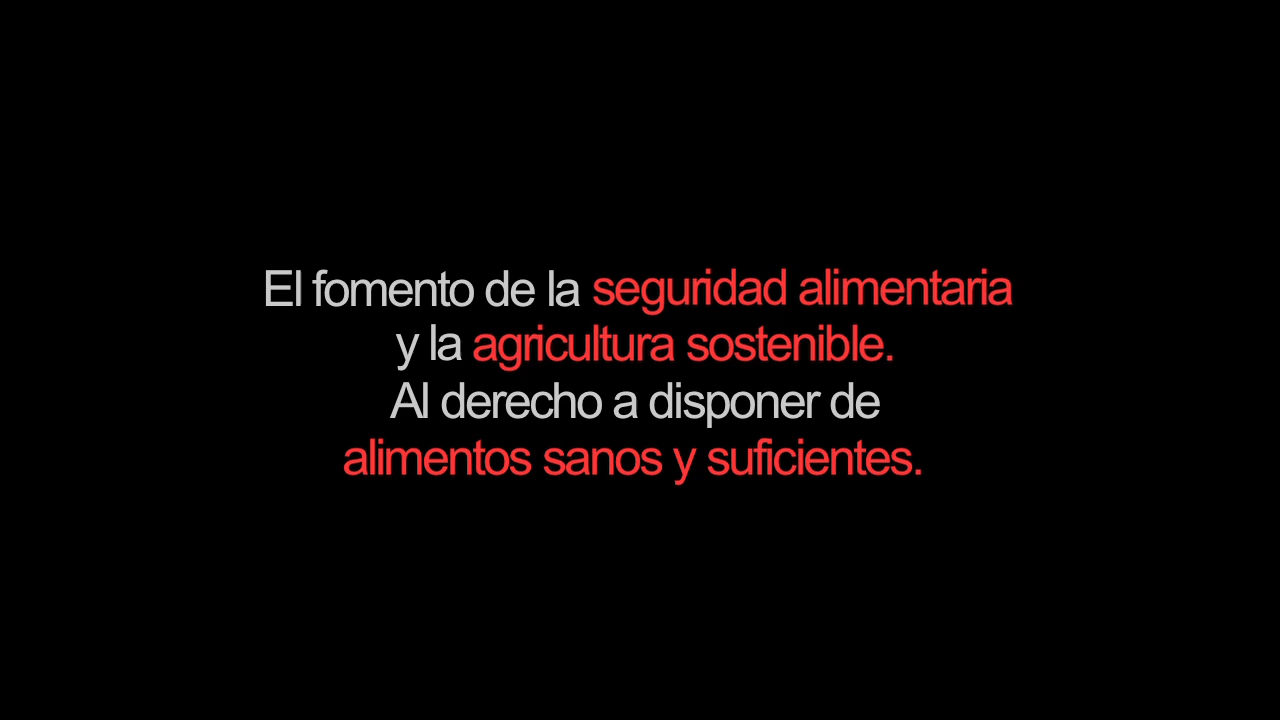 El fomento de la seguridad alimentaria
y la agricultura sostenible.
Al derecho a disponer de
alimentos sanos y suficientes.